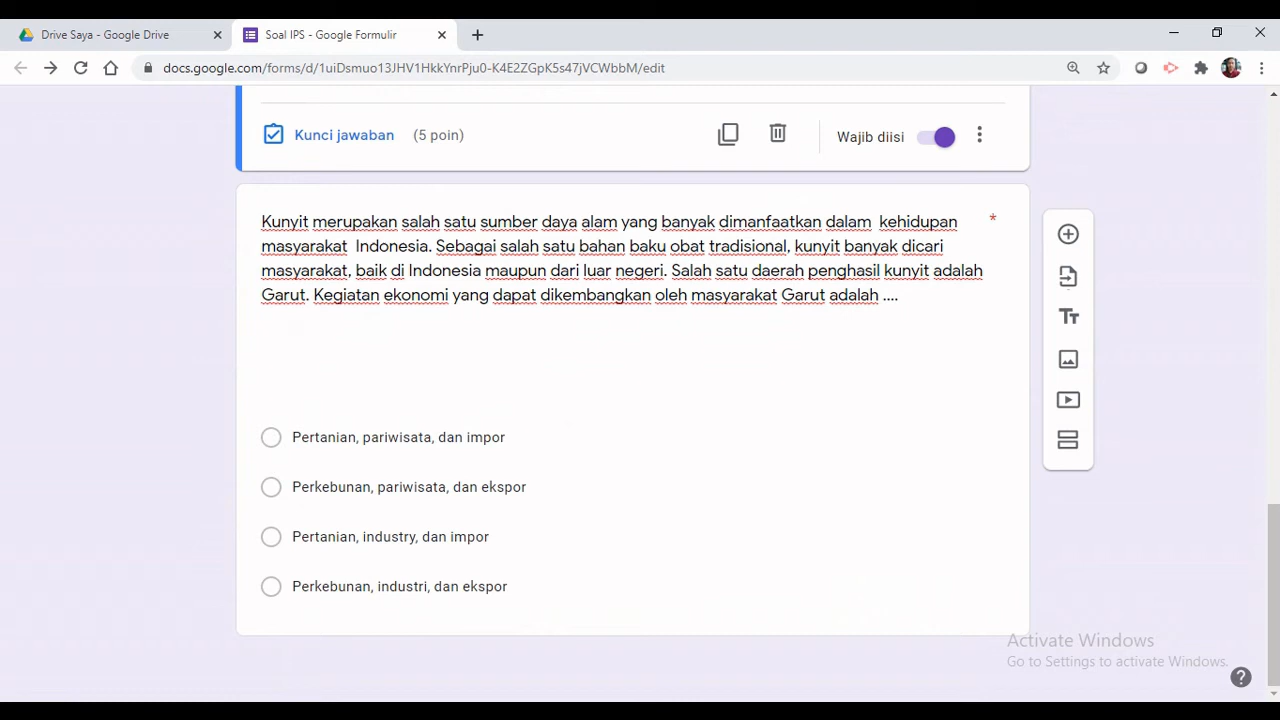 Drive Saya - Google Drive
Soal IPS - Google Formulir
docs.google.com/forms/d/1uiDsmuo13JHV1HkkYnrPju0-K4E2ZGpK5s47jVCWbbM/edit
Kunci jawaban (5 poin)
Wajib diisi
Kunyit merupakan salah satu sumber daya alam yang banyak dimanfaatkan dalam  kehidupan *
masyarakat  Indonesia. Sebagai salah satu bahan baku obat tradisional, kunyit banyak dicari
masyarakat, baik di Indonesia maupun dari luar negeri. Salah satu daerah penghasil kunyit adalah
Garut. Kegiatan ekonomi yang dapat dikembangkan oleh masyarakat Garut adalah ....
Pertanian, pariwisata, dan impor
Perkebunan, pariwisata, dan ekspor
Pertanian, industry, dan impor
Perkebunan, industri, dan ekspor
Activate Windows
Go to Settings to activate Windows.